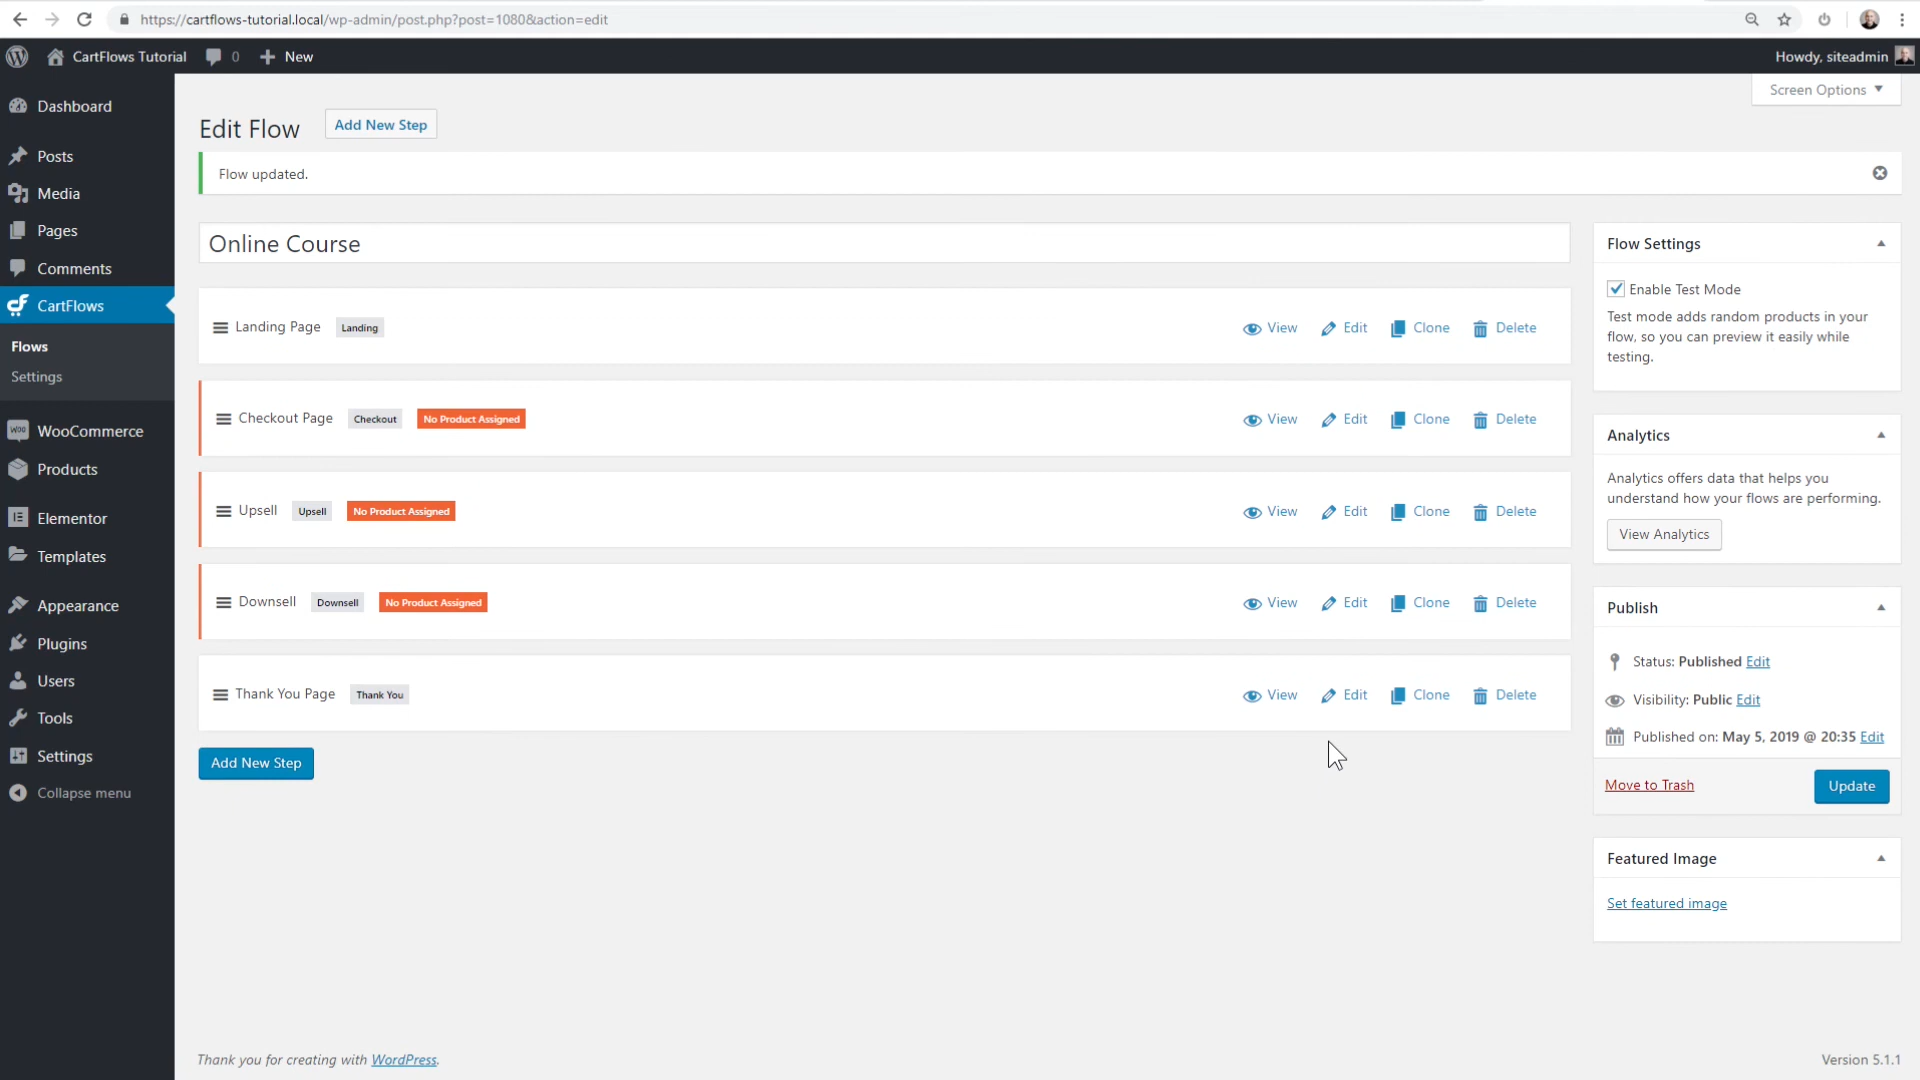 https://cartflows-tutorial.local/wp-admin/post.php?post=1080&action=edit
CartFlows Tutorial 0 New Howdy, siteadmin
Screen Options
Dashboard
Posts
Media
Pages
Comments
CartFlows
Flows
Settings
WooCommerce
Products
Elementor
Templates
Appearance
Plugins
Users
Tools
Settings
Collapse menu
Edit Flow Add New Step
Flow updated.
Online Course
Landing Page Landing View Edit Clone Delete
Checkout Page Checkout No Product Assigned View Edit Clone Delete
Upsell Upsell No Product Assigned View Edit Clone Delete
Downsell Downsell No Product Assigned View Edit Clone Delete
Thank You Page Thank You View Edit Clone Delete
Add New Step
Flow Settings
Enable Test Mode
Test mode adds random products in your
flow, so you can preview it easily while
testing.
Analytics
Analytics offers data that helps you
understand how your flows are performing.
View Analytics
Publish
Status: Published Edit
Visibility: Public Edit
Published on: May 5, 2019 @ 20:35 Edit
Move to Trash Update
Featured Image
Set featured image
Thank you for creating with WordPress.
Version 5.1.1